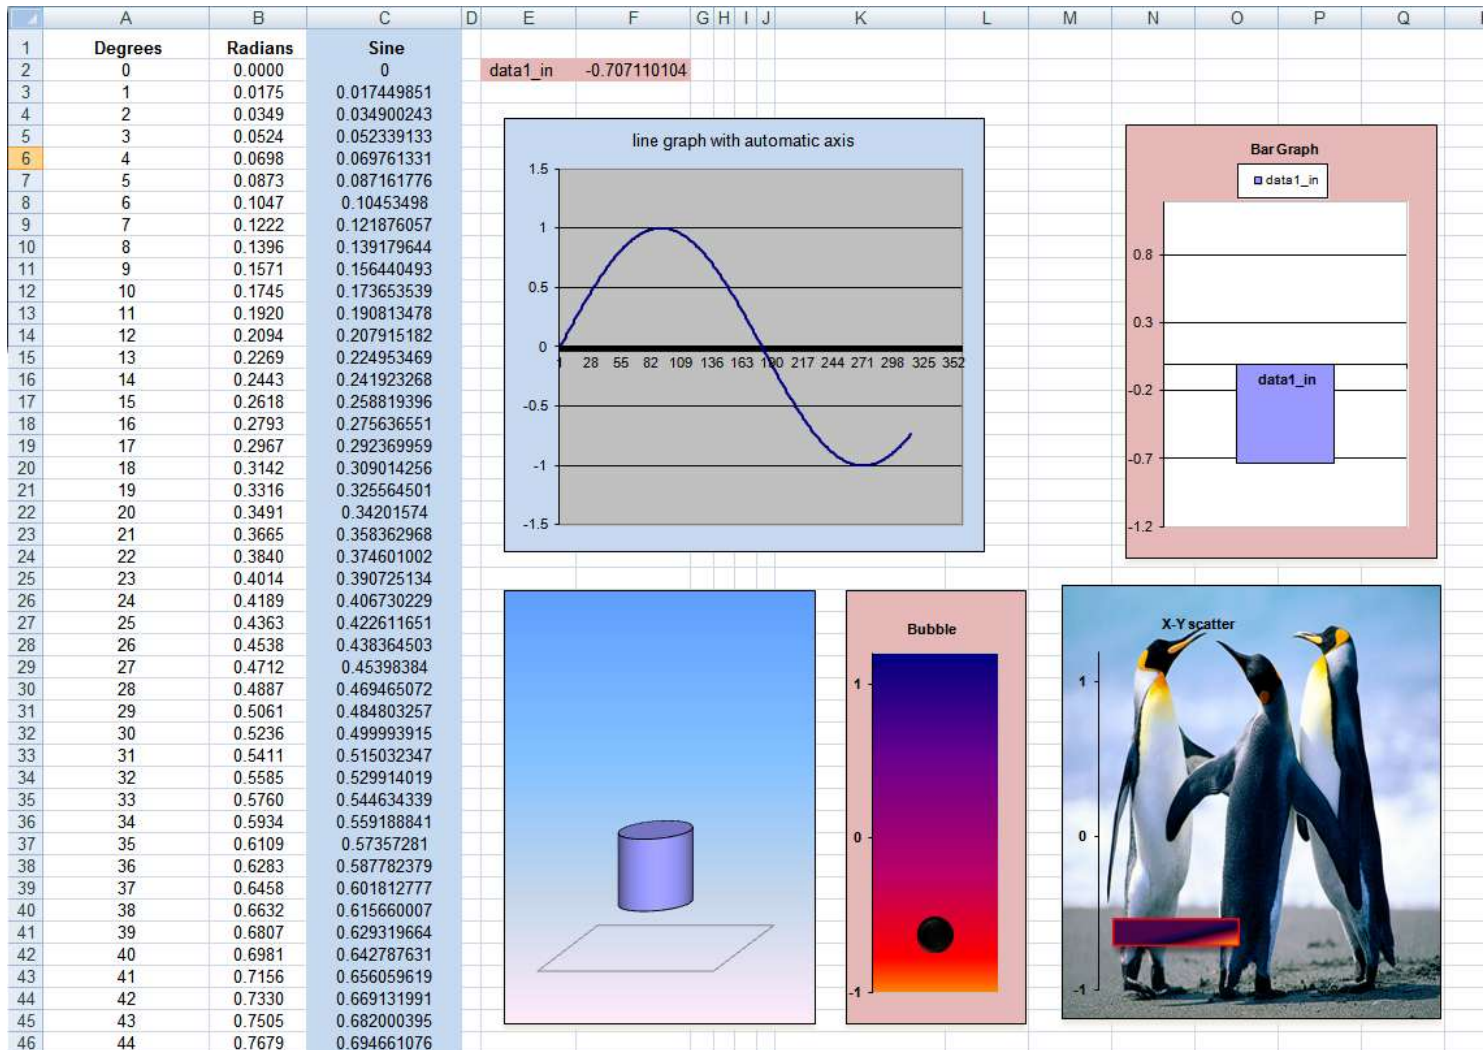 A B C D E F G H I J K L M N O P Q
1 Degrees Radians Sine
2 0 0.0000 0 data1_in -0.707110104
3 1 0.0175 0.017449851
4 2 0.0349 0.034900243
5 3 0.0524 0.052339133
6 4 0.0698 0.069761331
7 5 0.0873 0.087161776
8 6 0.1047 0.10453498
9 7 0.1222 0.121876057
10 8 0.1396 0.139179644
11 9 0.1571 0.156440493
12 10 0.1745 0.173653539
13 11 0.1920 0.190813478
14 12 0.2094 0.207915182
15 13 0.2269 0.224953469
16 14 0.2443 0.241923268
17 15 0.2618 0.258819396
18 16 0.2793 0.275636551
19 17 0.2967 0.292369959
20 18 0.3142 0.309014256
21 19 0.3316 0.325564501
22 20 0.3491 0.34201574
23 21 0.3665 0.358362968
24 22 0.3840 0.374601002
25 23 0.4014 0.390725134
26 24 0.4189 0.406730229
27 25 0.4363 0.422611651
28 26 0.4538 0.438364503
29 27 0.4712 0.45398384
30 28 0.4887 0.469465072
31 29 0.5061 0.484803257
32 30 0.5236 0.499993915
33 31 0.5411 0.515032347
34 32 0.5585 0.529914019
35 33 0.5760 0.544634339
36 34 0.5934 0.559188841
37 35 0.6109 0.57357281
38 36 0.6283 0.587782379
39 37 0.6458 0.601812777
40 38 0.6632 0.615660007
41 39 0.6807 0.629319664
42 40 0.6981 0.642787631
43 41 0.7156 0.656059619
44 42 0.7330 0.669131991
45 43 0.7505 0.682000395
46 44 0.7679 0.694661076
line graph with automatic axis
1.5
1
0.5
0
1 28 55 82 109 136 163 190 217 244 271 298 325 352
-0.5
-1
-1.5
Bar Graph
data1_in
0.8
0.3
data1_in
-0.2
-0.7
-1.2
Bubble
1
0
-1
X-Y scatter
1
0
-1